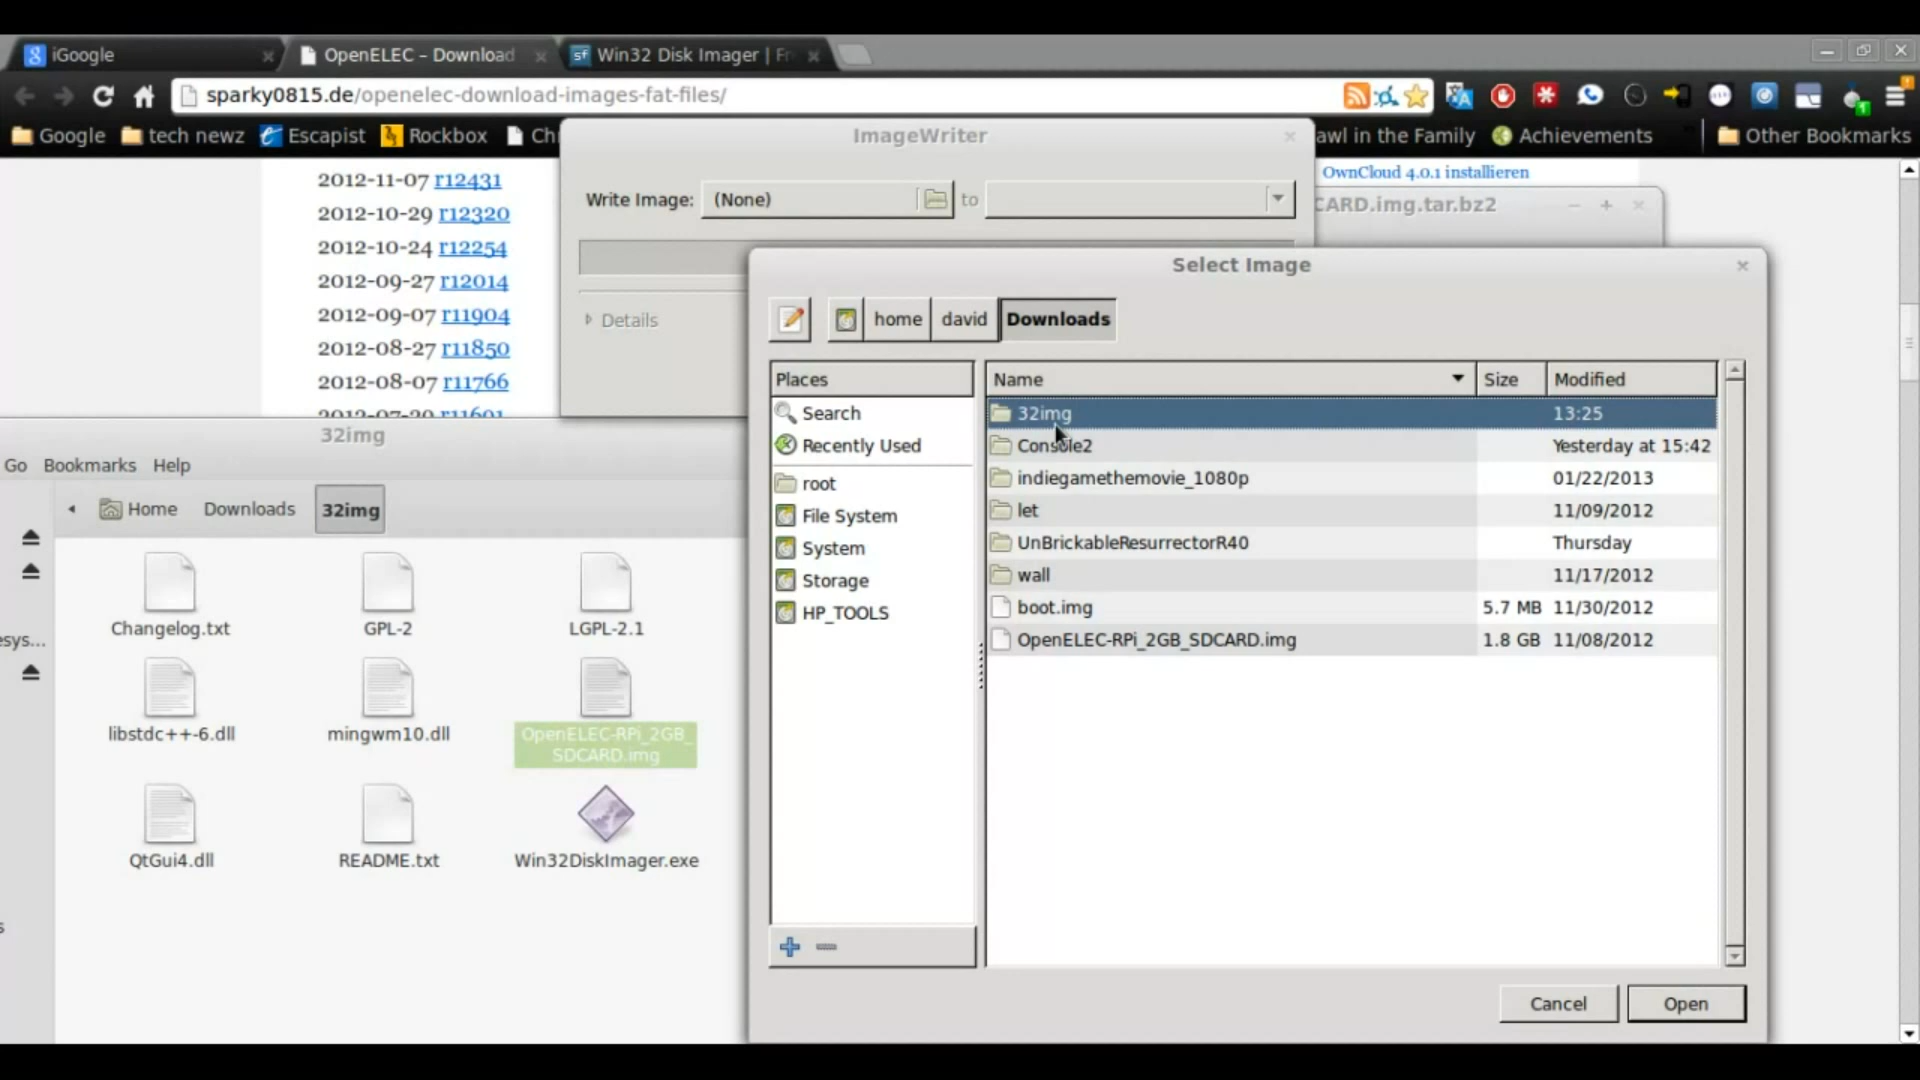 iGoogle
OpenELEC – Download
sf Win32 Disk Imager | Fr
sparky0815.de/openelec-download-images-fat-files/
Google
tech newz
Escapist
Rockbox
Ch
awl in the Family
Achievements
Other Bookmarks
2012-11-07 r12431
2012-10-29 r12320
2012-10-24 r12254
2012-09-27 r12014
2012-09-07 r11904
2012-08-27 r11850
2012-08-07 r11766
2012-07-20 r11601
OwnCloud 4.0.1 installieren
CARD.img.tar.bz2
ImageWriter
Write Image: (None) to
Details
Select Image
home david Downloads
Places
Search
Recently Used
root
File System
System
Storage
HP_TOOLS
Name Size Modified
32img 13:25
Console2 Yesterday at 15:42
indiegamethemovie_1080p 01/22/2013
let 11/09/2012
UnBrickableResurrectorR40 Thursday
wall 11/17/2012
boot.img 5.7 MB 11/30/2012
OpenELEC-RPi_2GB_SDCARD.img 1.8 GB 11/08/2012
Cancel Open
32img
Go Bookmarks Help
Home Downloads 32img
esys...
Changelog.txt GPL-2 LGPL-2.1
libstdc++-6.dll mingwm10.dll OpenELEC-RPi_2GB_
SDCARD.img
QtGui4.dll README.txt Win32DiskImager.exe